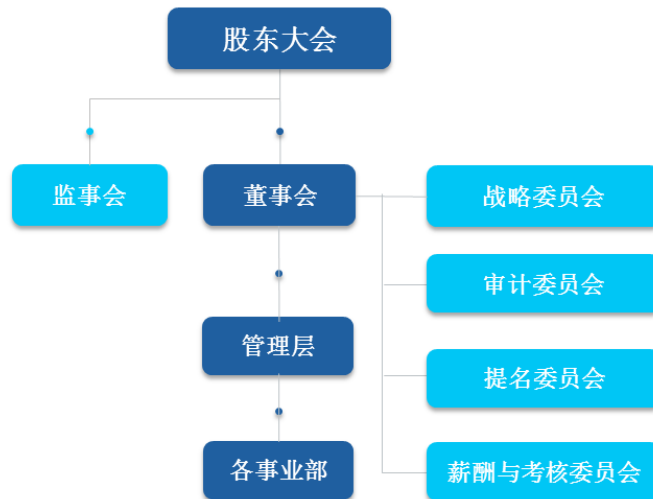 股东大会
监事会
董事会
战略委员会
审计委员会
管理层
提名委员会
各事业部
薪酬与考核委员会